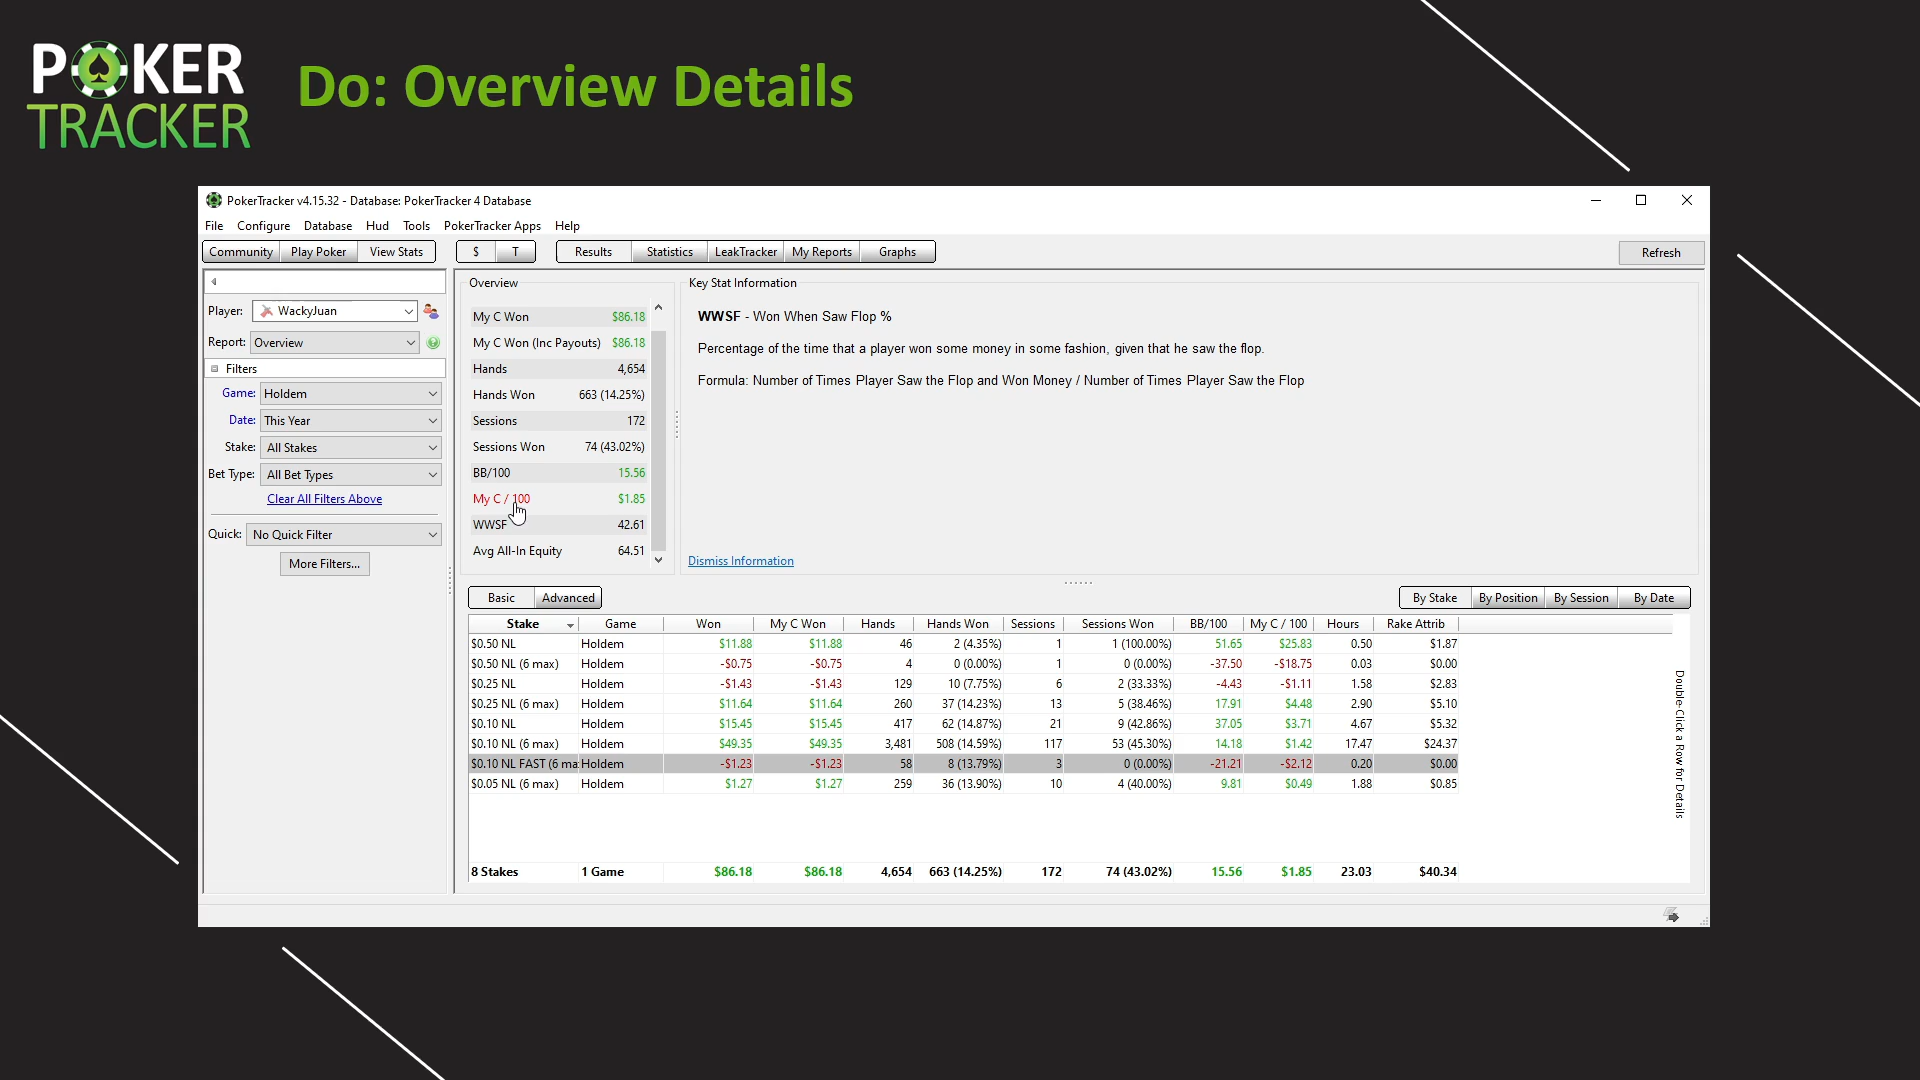 POKER
TRACKER
Do: Overview Details
PokerTracker v4.15.32 - Database: PokerTracker 4 Database
File Configure Database Hud Tools PokerTracker Apps Help
Community Play Poker View Stats $ T Results Statistics LeakTracker My Reports Graphs Refresh
Player: WackyJuan
Report: Overview
Filters
Game: Holdem
Date: This Year
Stake: All Stakes
Bet Type: All Bet Types
Clear All Filters Above
Quick: No Quick Filter
More Filters...
Overview
My C Won $86.18
My C Won (Inc Payouts) $86.18
Hands 4,654
Hands Won 663 (14.25%)
Sessions 172
Sessions Won 74 (43.02%)
BB/100 15.56
My C / 100 $1.85
WWSF 42.61
Avg All-In Equity 64.51
Key Stat Information
WWSF - Won When Saw Flop %
Percentage of the time that a player won some money in some fashion, given that he saw the flop.
Formula: Number of Times Player Saw the Flop and Won Money / Number of Times Player Saw the Flop
Dismiss Information
Basic Advanced By Stake By Position By Session By Date
Stake Game Won My C Won Hands Hands Won Sessions Sessions Won BB/100 My C / 100 Hours Rake Attrib
$0.50 NL Holdem $11.88 $11.88 46 2 (4.35%) 1 1 (100.00%) 51.65 $25.83 0.50 $1.87
$0.50 NL (6 max) Holdem -$0.75 -$0.75 4 0 (0.00%) 1 0 (0.00%) -37.50 -$18.75 0.03 $0.00
$0.25 NL Holdem -$1.43 -$1.43 129 10 (7.75%) 6 2 (33.33%) -4.43 -$1.11 1.58 $2.83
$0.25 NL (6 max) Holdem $11.64 $11.64 260 37 (14.23%) 13 5 (38.46%) 17.91 $4.48 2.90 $5.10
$0.10 NL Holdem $15.45 $15.45 417 62 (14.87%) 21 9 (42.86%) 37.05 $3.71 4.67 $5.32
$0.10 NL (6 max) Holdem $49.35 $49.35 3,481 508 (14.59%) 117 53 (45.30%) 14.18 $1.42 17.47 $24.37
$0.10 NL FAST (6 ma Holdem -$1.23 -$1.23 58 8 (13.79%) 3 0 (0.00%) -21.21 -$2.12 0.20 $0.00
$0.05 NL (6 max) Holdem $1.27 $1.27 259 36 (13.90%) 10 4 (40.00%) 9.81 $0.49 1.88 $0.85
8 Stakes 1 Game $86.18 $86.18 4,654 663 (14.25%) 172 74 (43.02%) 15.56 $1.85 23.03 $40.34
Double-Click a Row for Details